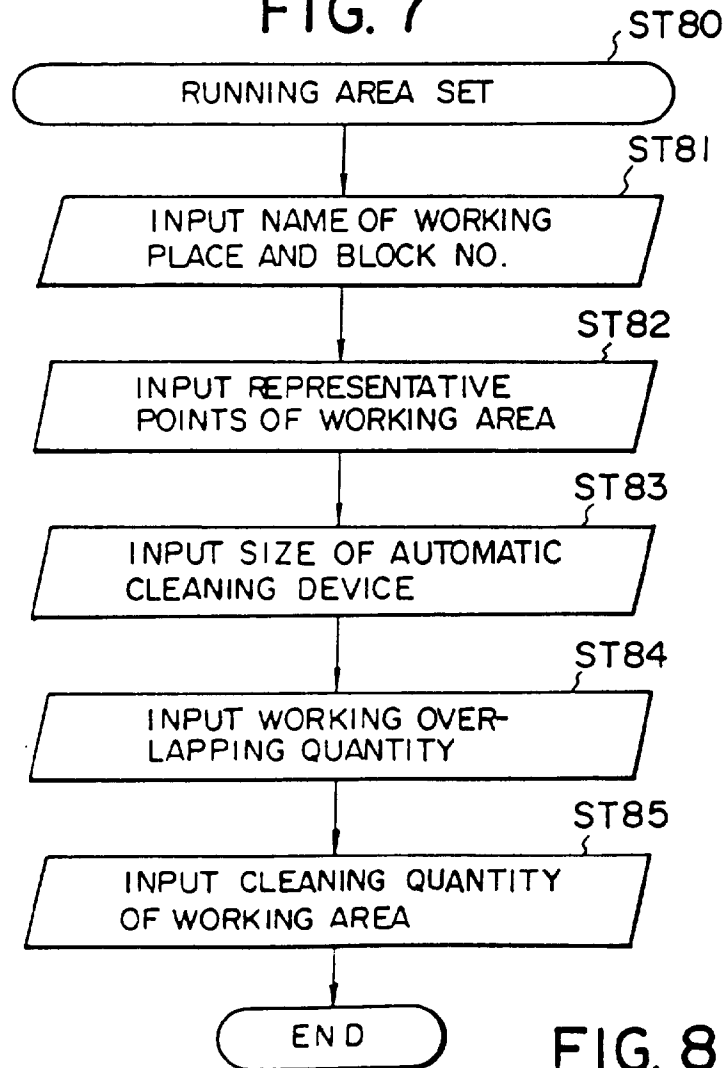 FIG. 7
ST80
RUNNING AREA SET
ST81
INPUT NAME OF WORKING
PLACE AND BLOCK NO.
ST82
INPUT REPRESENTATIVE
POINTS OF WORKING AREA
ST83
INPUT SIZE OF AUTOMATIC
CLEANING DEVICE
ST84
INPUT WORKING OVER-
LAPPING QUANTITY
ST85
INPUT CLEANING QUANTITY
OF WORKING AREA
END
FIG. 8